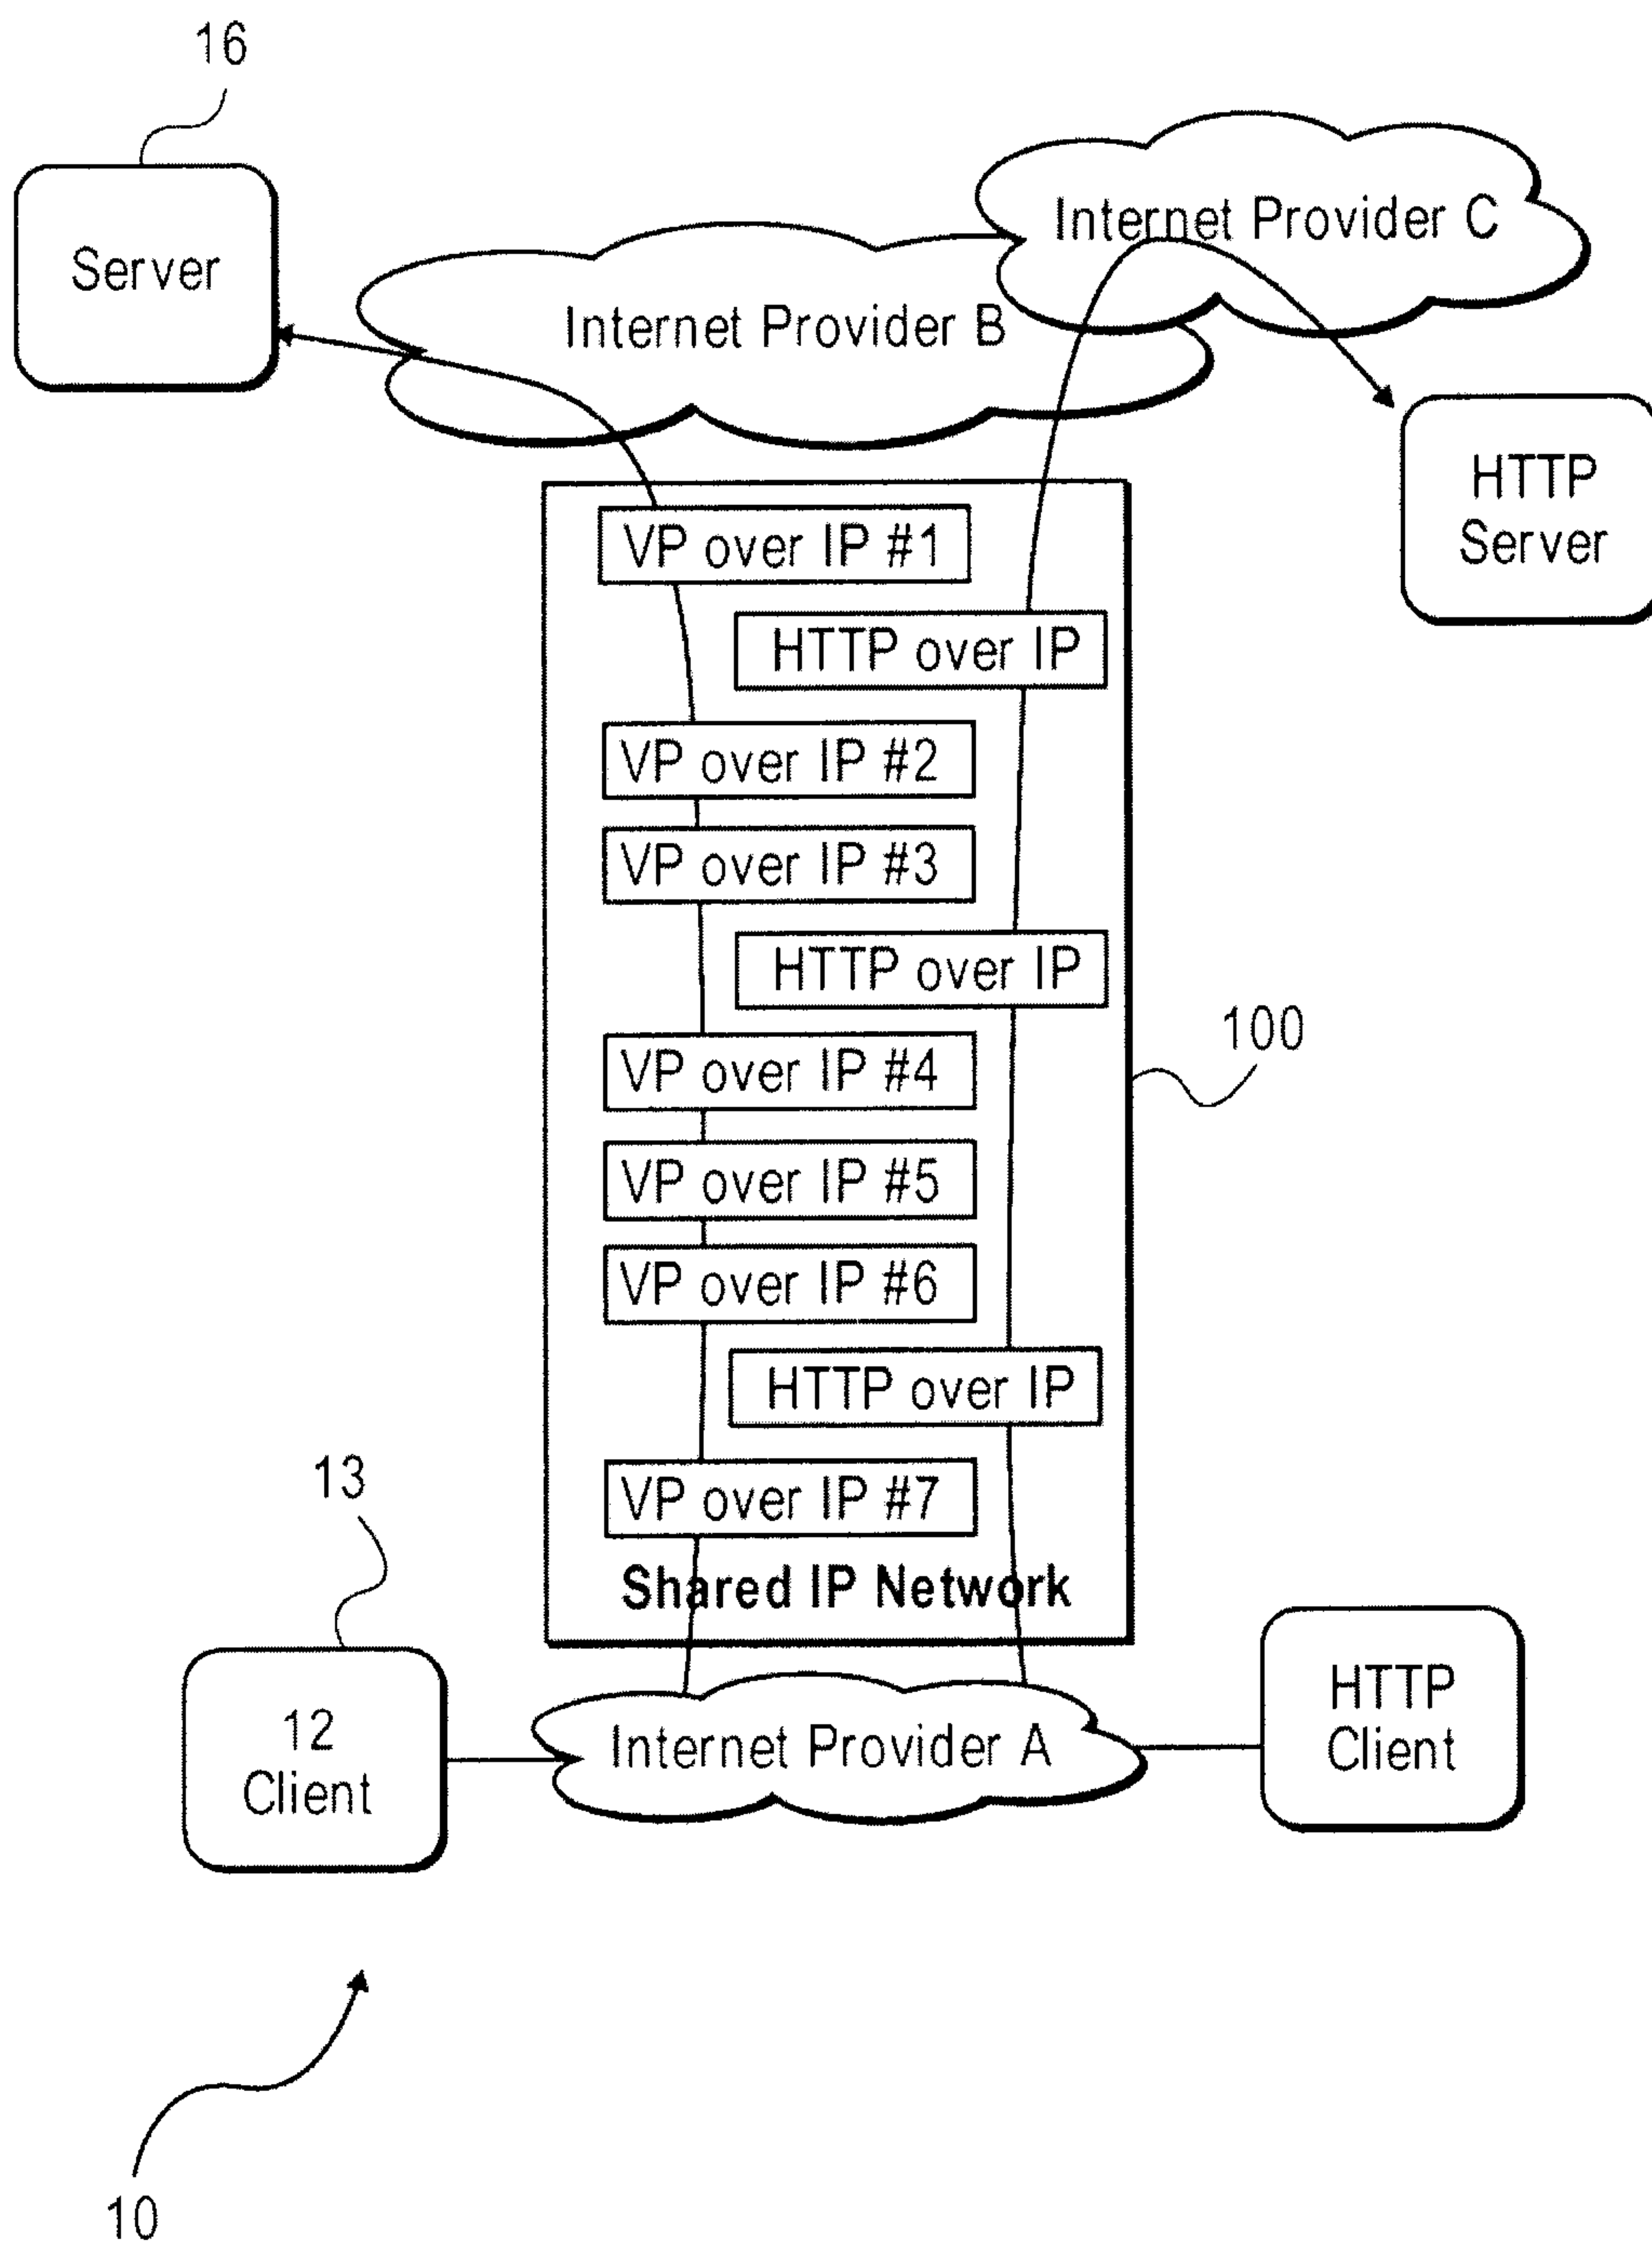 16
Server
Internet Provider C
Internet Provider B
HTTP
Server
VP over IP #1
HTTP over IP
VP over IP #2
VP over IP #3
HTTP over IP
100
VP over IP #4
VP over IP #5
VP over IP #6
HTTP over IP
13
VP over IP #7
Shared IP Network
12
Client
Internet Provider A
HTTP
Client
10